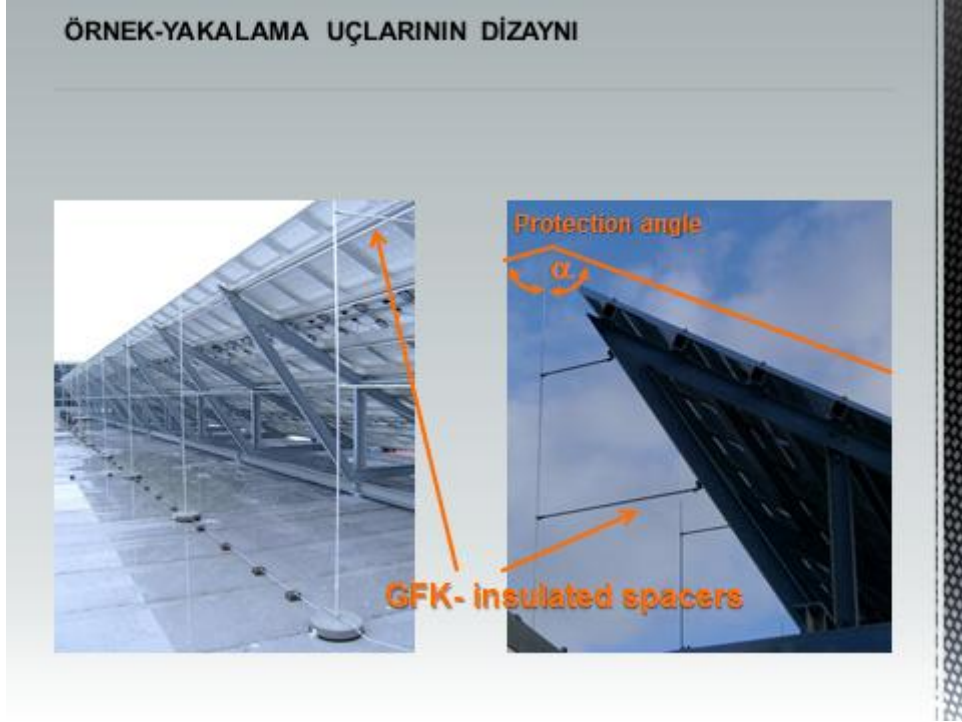 ÖRNEK-YAKALAMA UÇLARININ DİZAYNI
Protection angle
α
GFK- insulated spacers